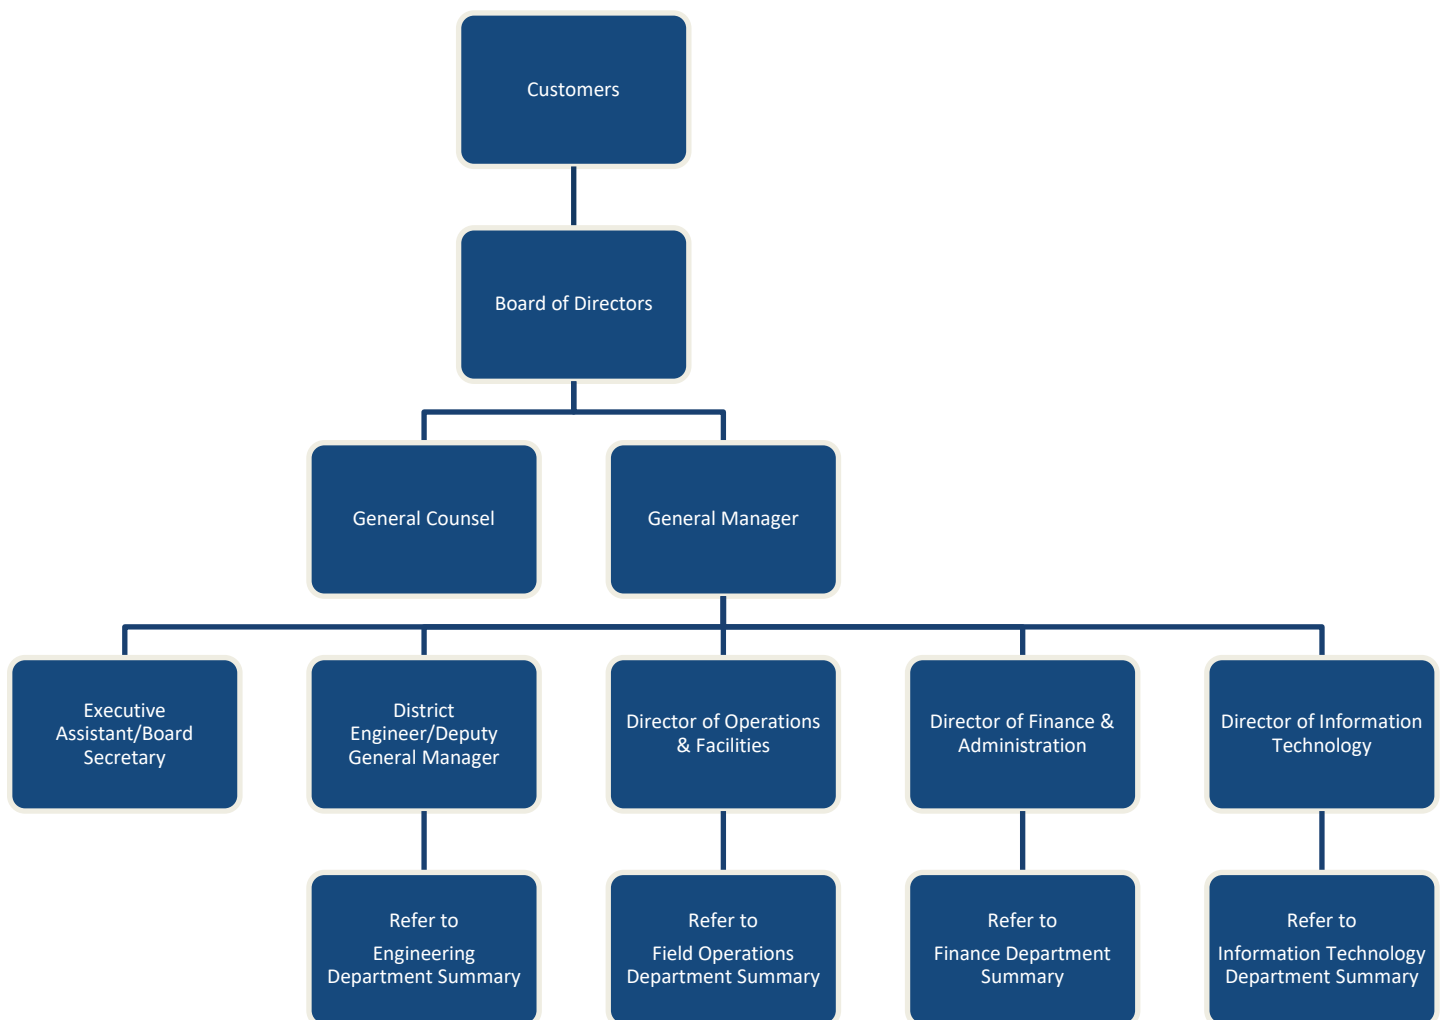 Customers
Board of Directors
General Counsel
General Manager
Executive
Assistant/Board
Secretary
District
Engineer/Deputy
General Manager
Director of Operations
& Facilities
Director of Finance &
Administration
Director of Information
Technology
Refer to
Engineering
Department Summary
Refer to
Field Operations
Department Summary
Refer to
Finance Department
Summary
Refer to
Information Technology
Department Summary